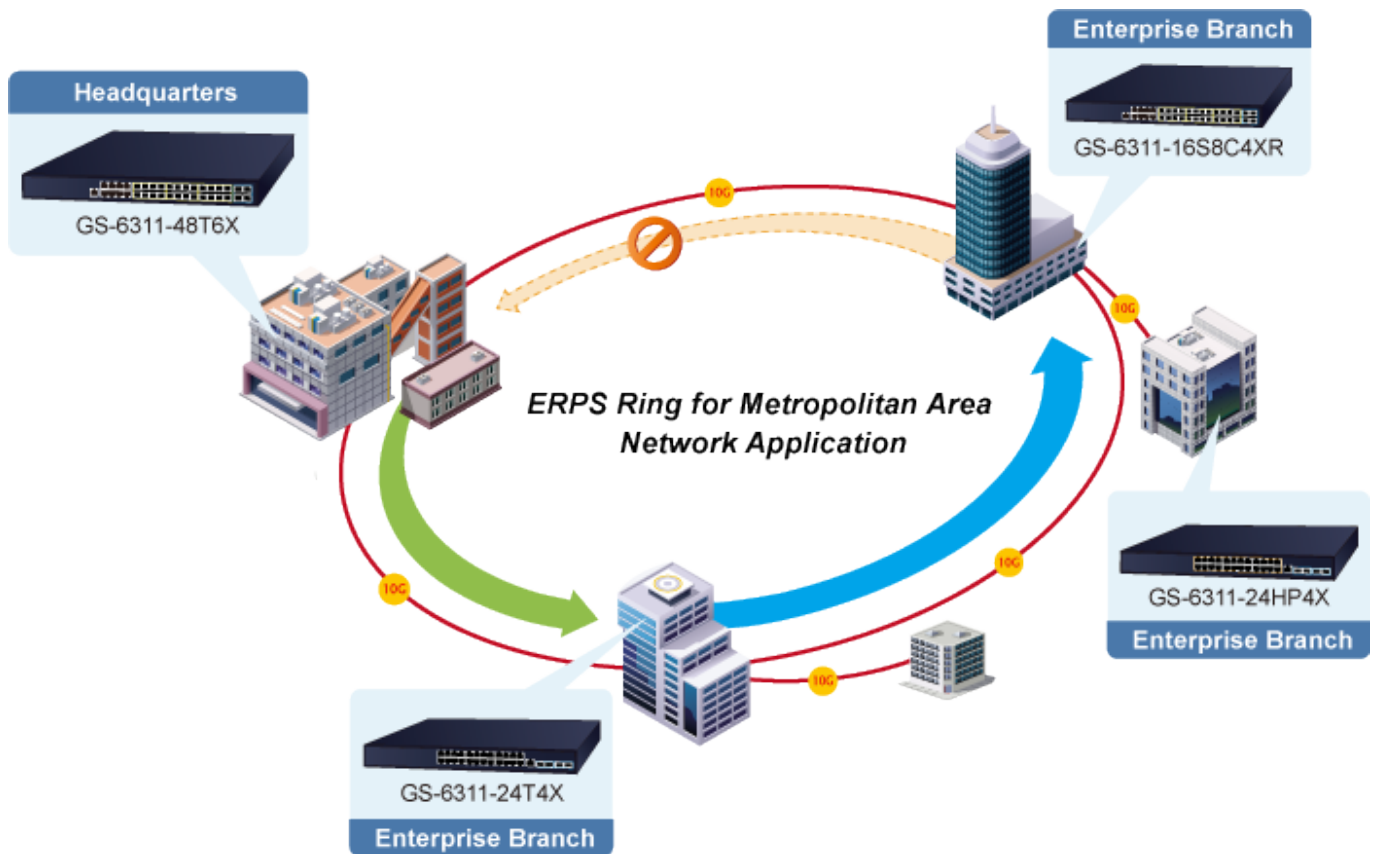 Enterprise Branch
GS-6311-16S8C4XR
Headquarters
GS-6311-48T6X
10G
10G
ERPS Ring for Metropolitan Area
Network Application
10G
10G
10G
GS-6311-24HP4X
Enterprise Branch
GS-6311-24T4X
Enterprise Branch